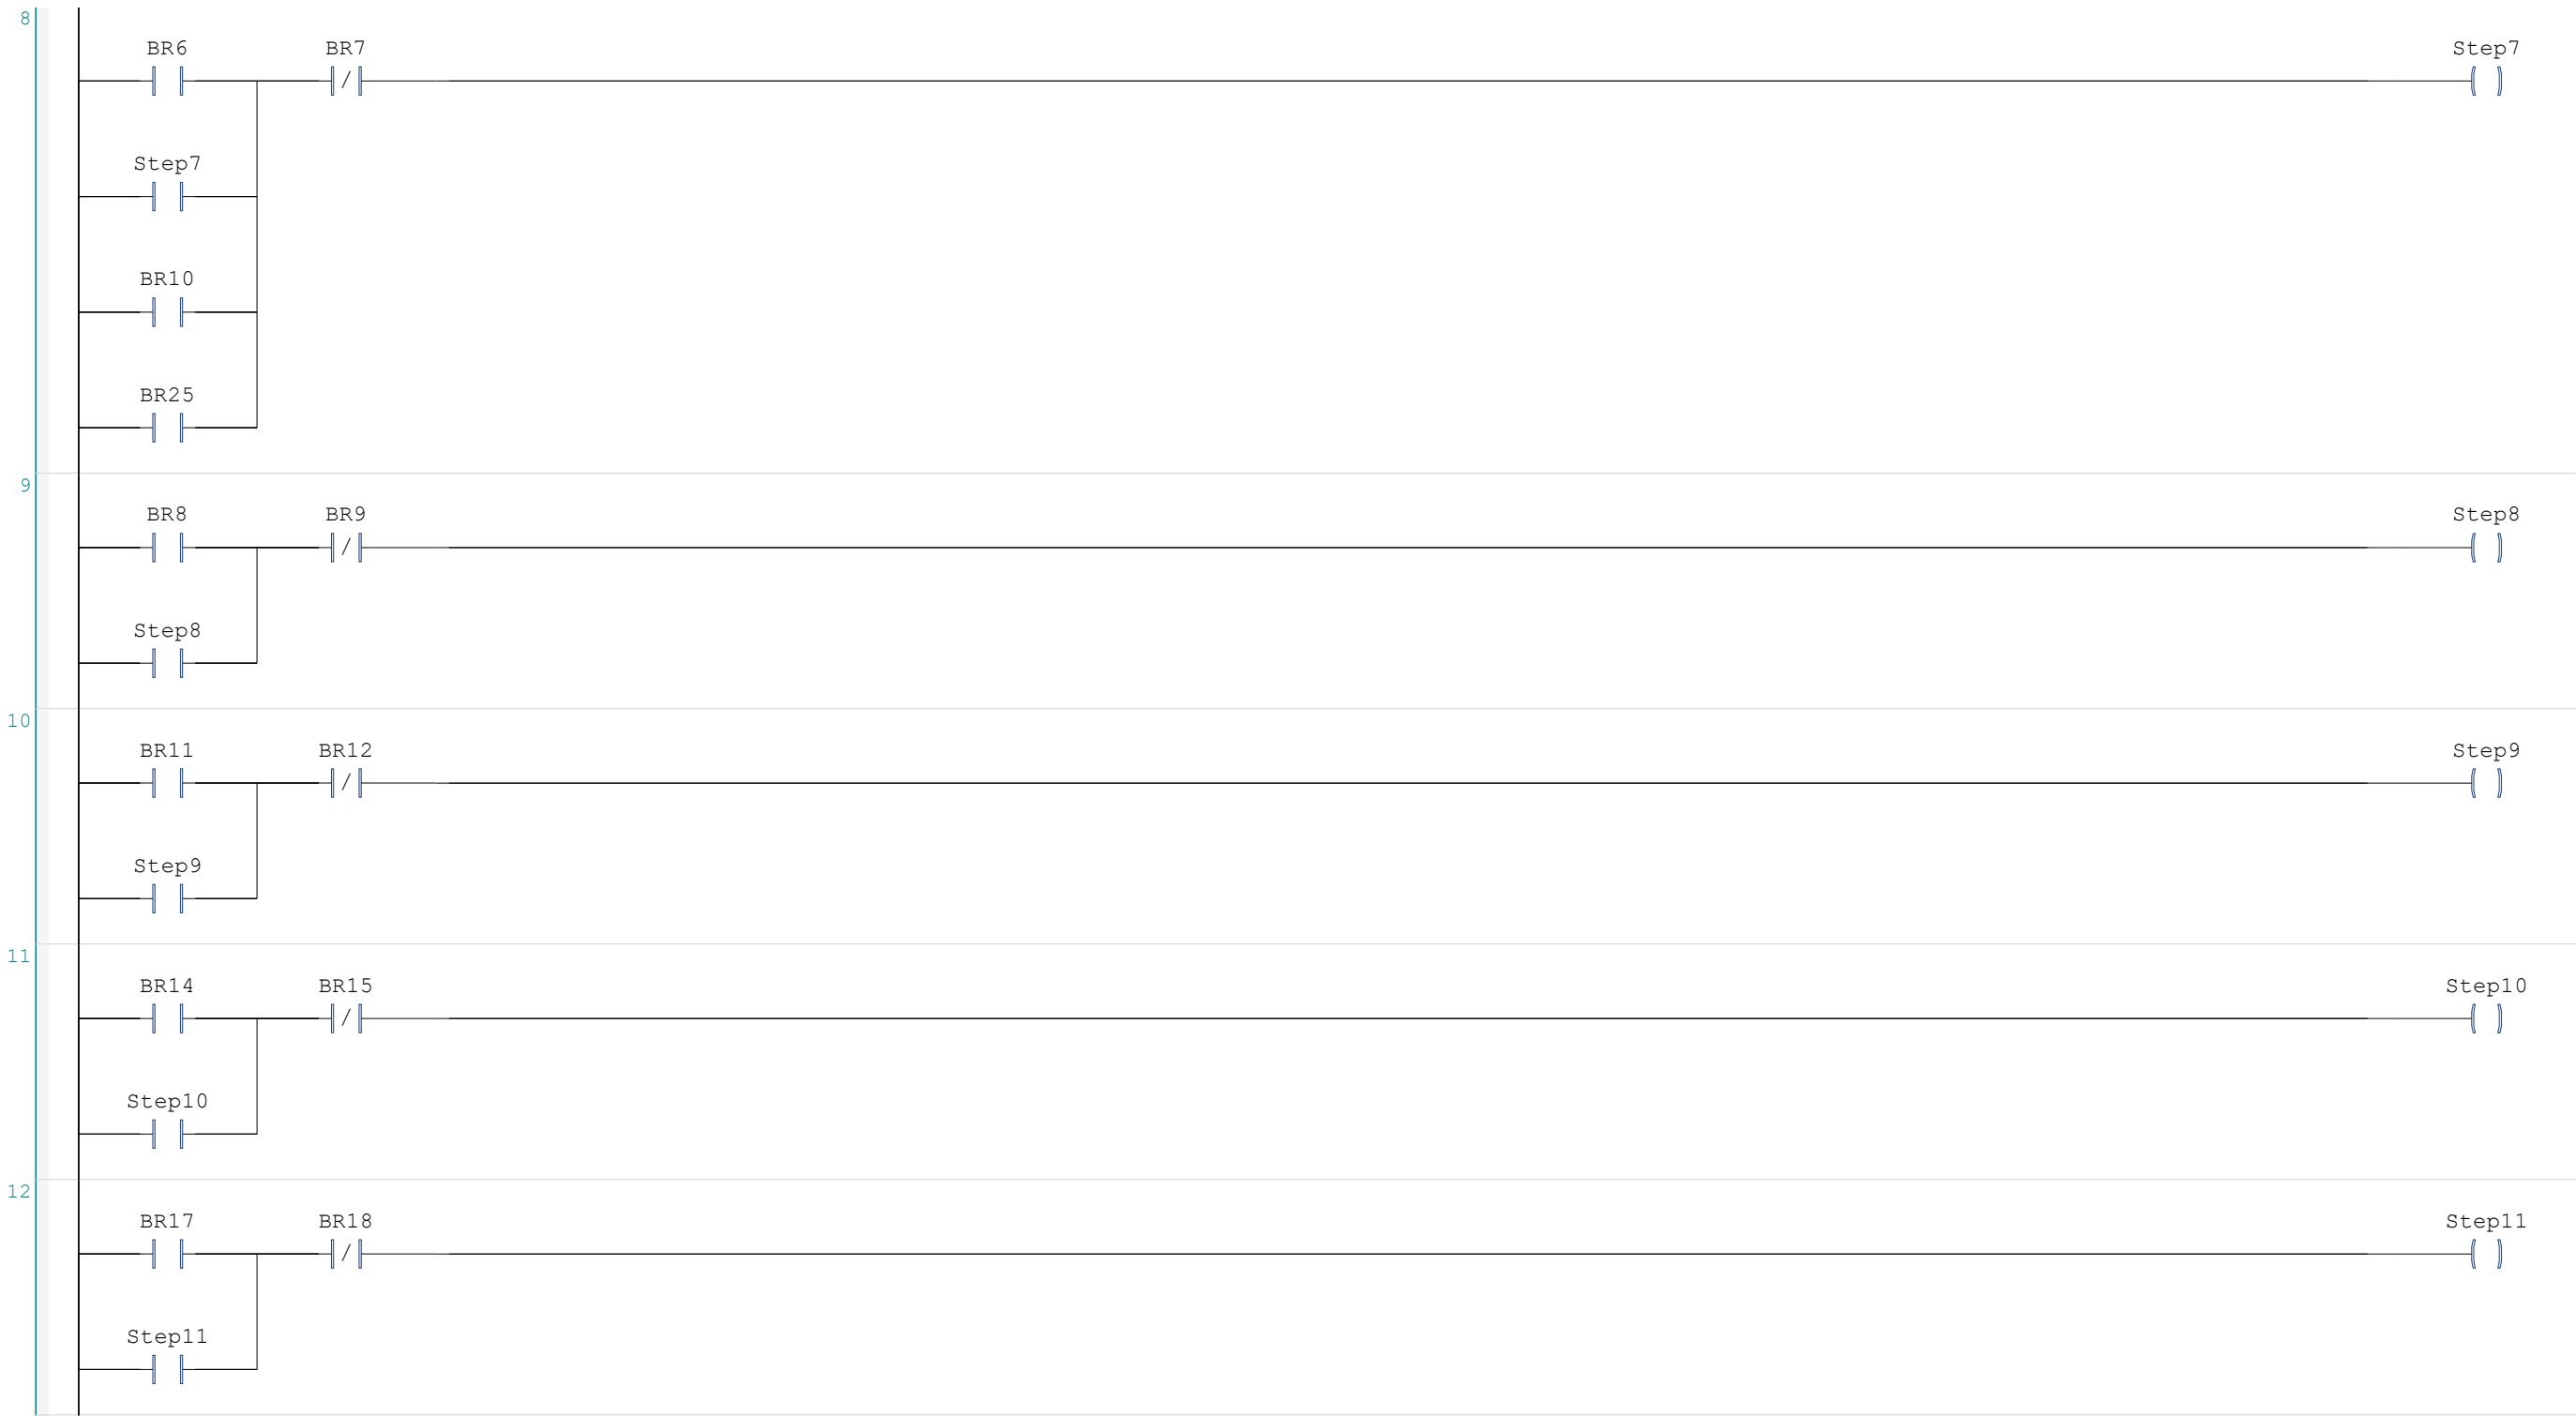 8
BR6 BR7 Step7
Step7
BR10
BR25
9
BR8 BR9 Step8
Step8
10
BR11 BR12 Step9
Step9
11
BR14 BR15 Step10
Step10
12
BR17 BR18 Step11
Step11